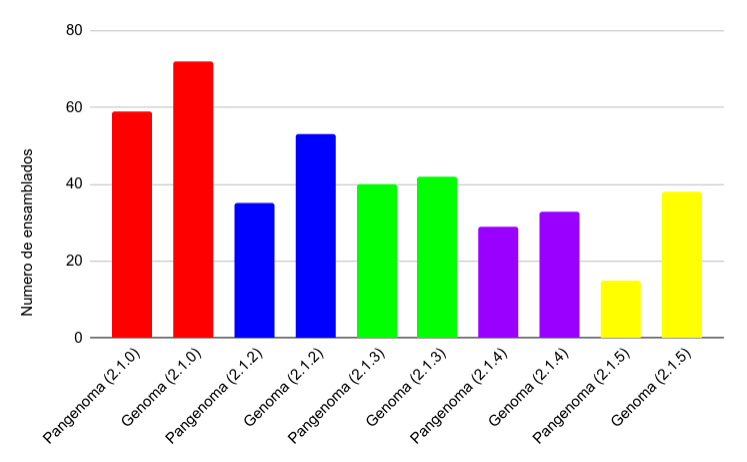 Numero de ensamblados
80
60
40
20
0
Pangenoma (2.1.0)
Genoma (2.1.0)
Pangenoma (2.1.2)
Genoma (2.1.2)
Pangenoma (2.1.3)
Genoma (2.1.3)
Pangenoma (2.1.4)
Genoma (2.1.4)
Pangenoma (2.1.5)
Genoma (2.1.5)